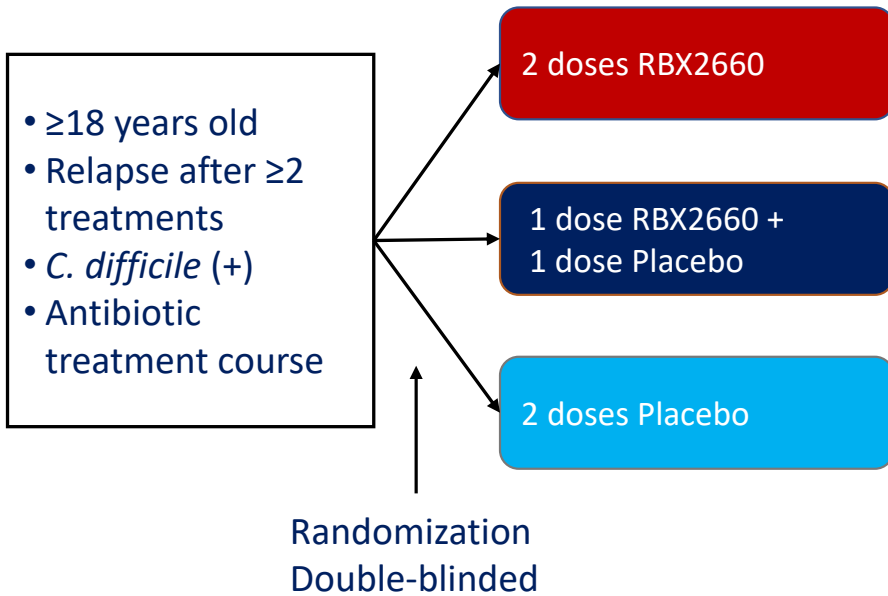 • ≥18 years old
• Relapse after ≥2
treatments
• C. difficile (+)
• Antibiotic
treatment course
2 doses RBX2660
1 dose RBX2660 +
1 dose Placebo
2 doses Placebo
Randomization
Double-blinded